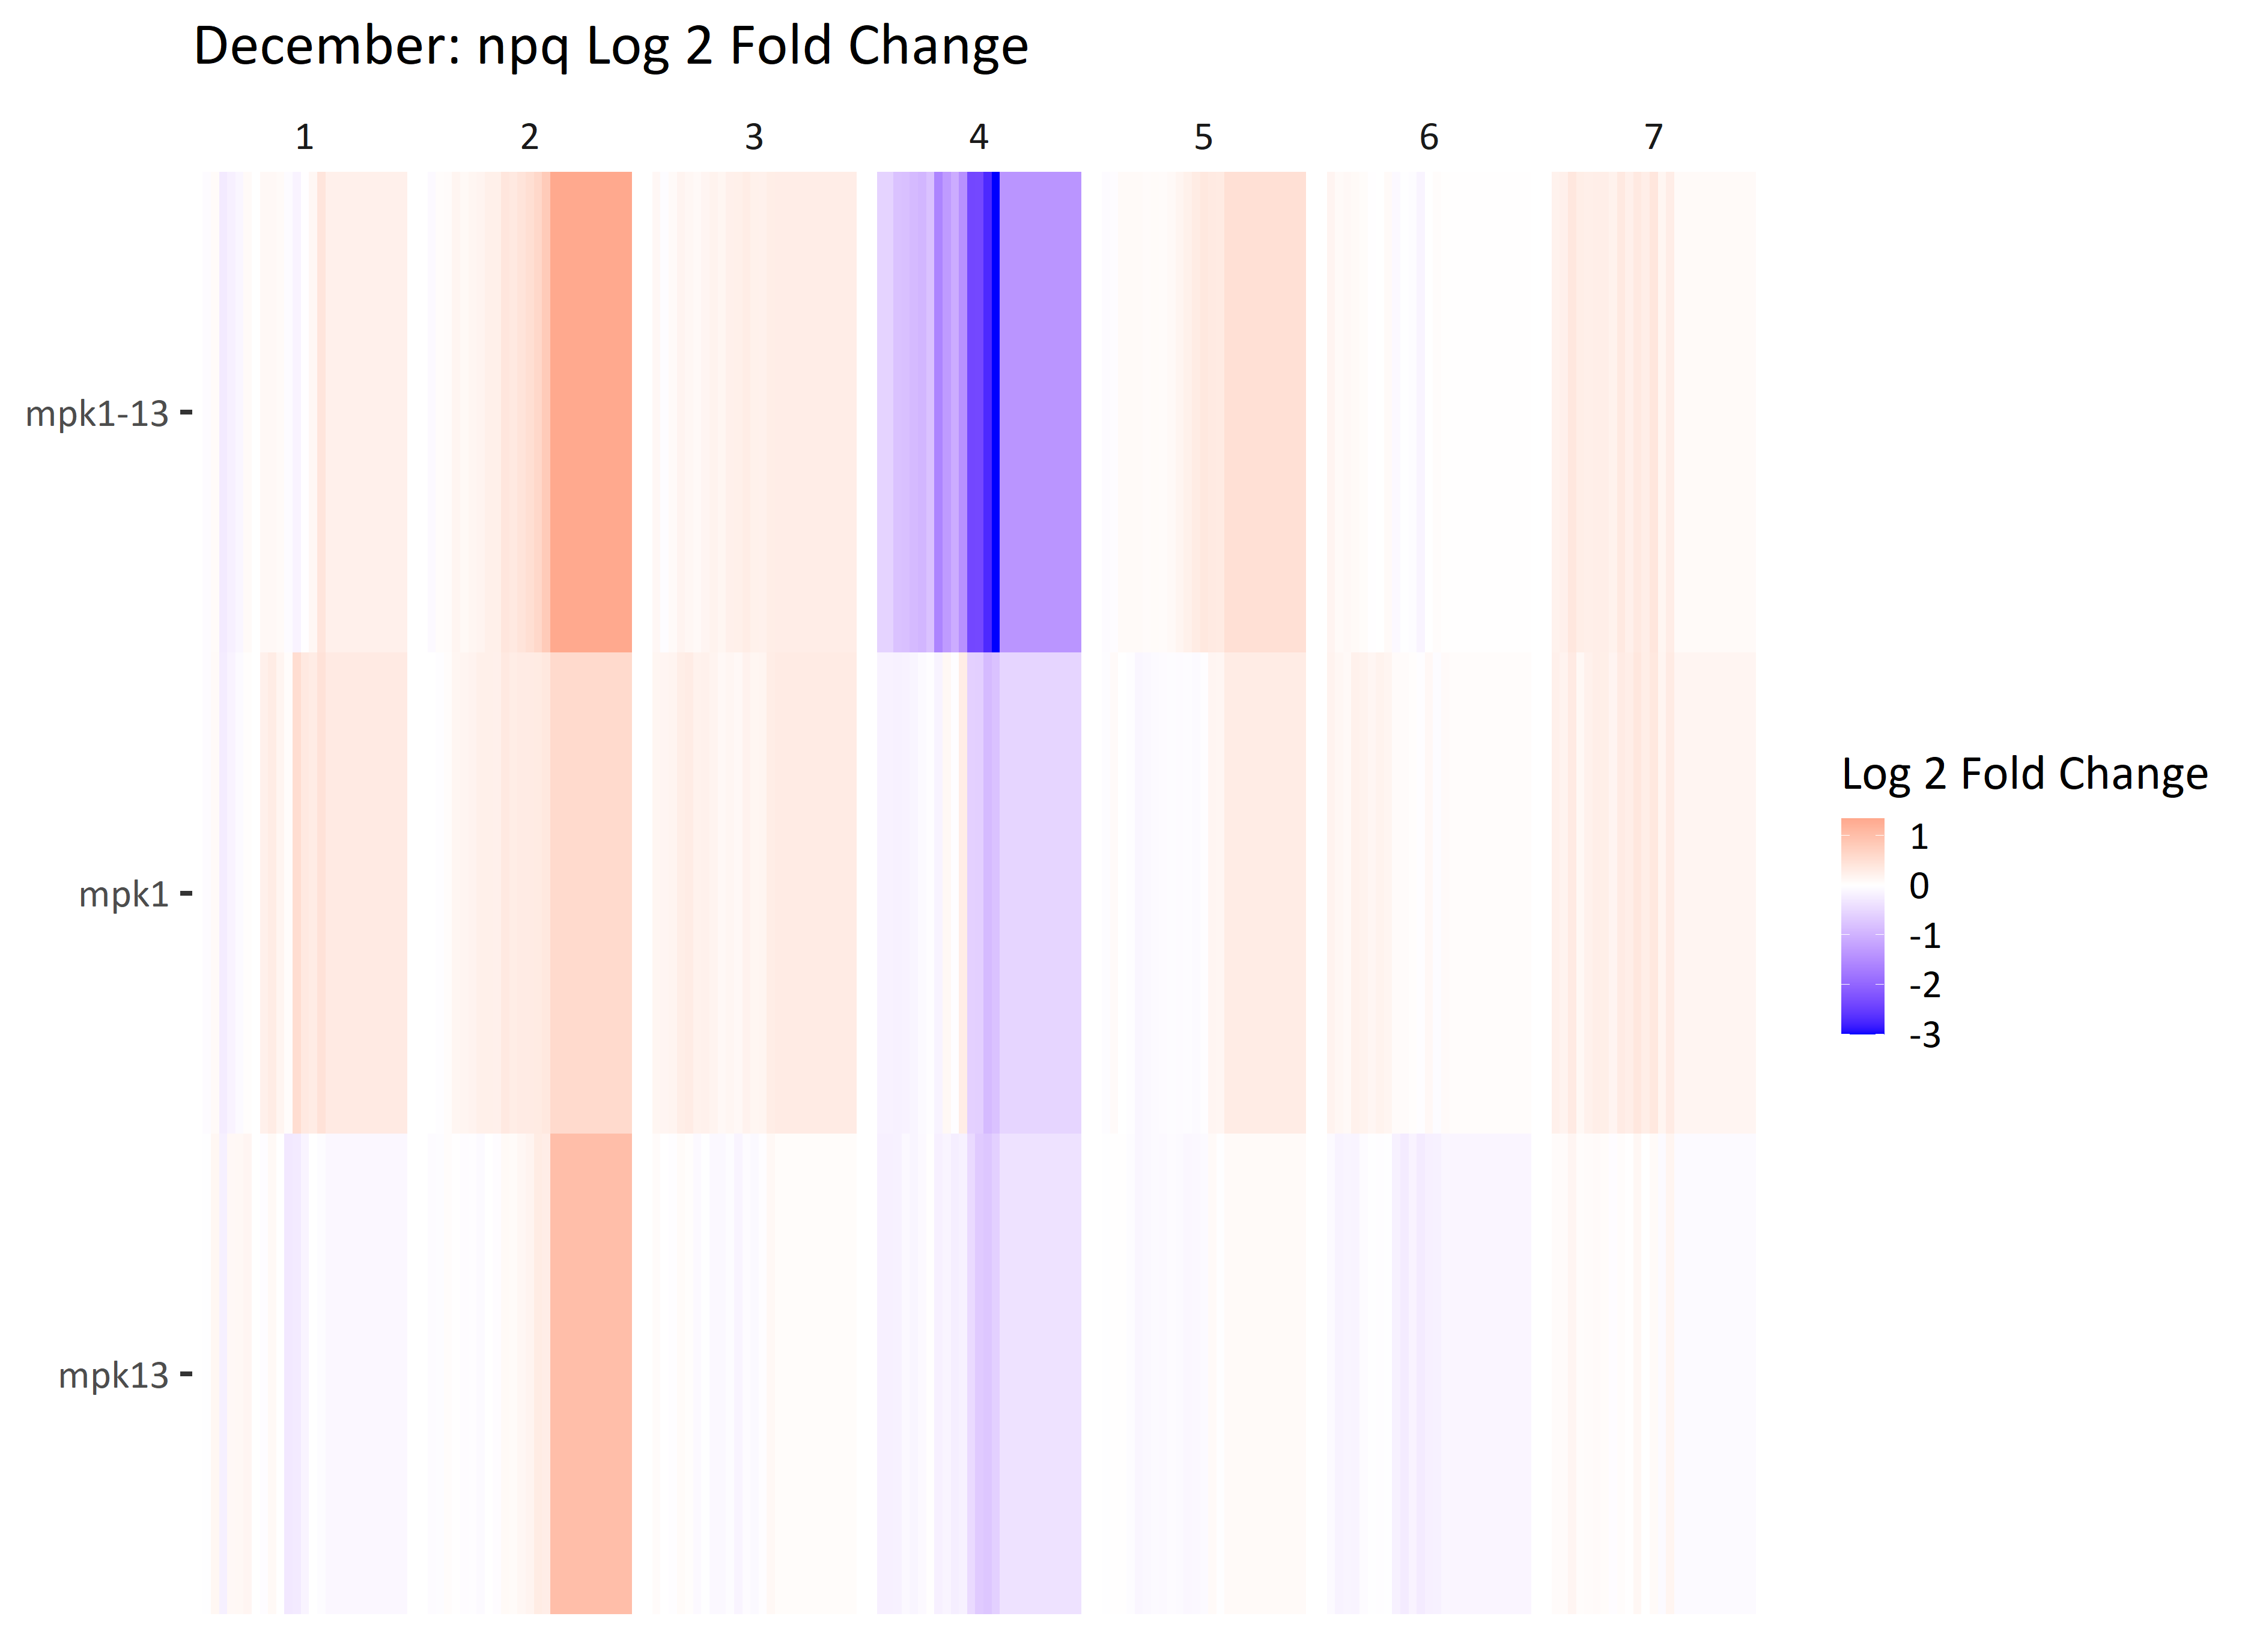 December: npq Log 2 Fold Change
1 2 3 4 5 6 7
mpk1-13
mpk1
mpk13
Log 2 Fold Change
1
0
-1
-2
-3